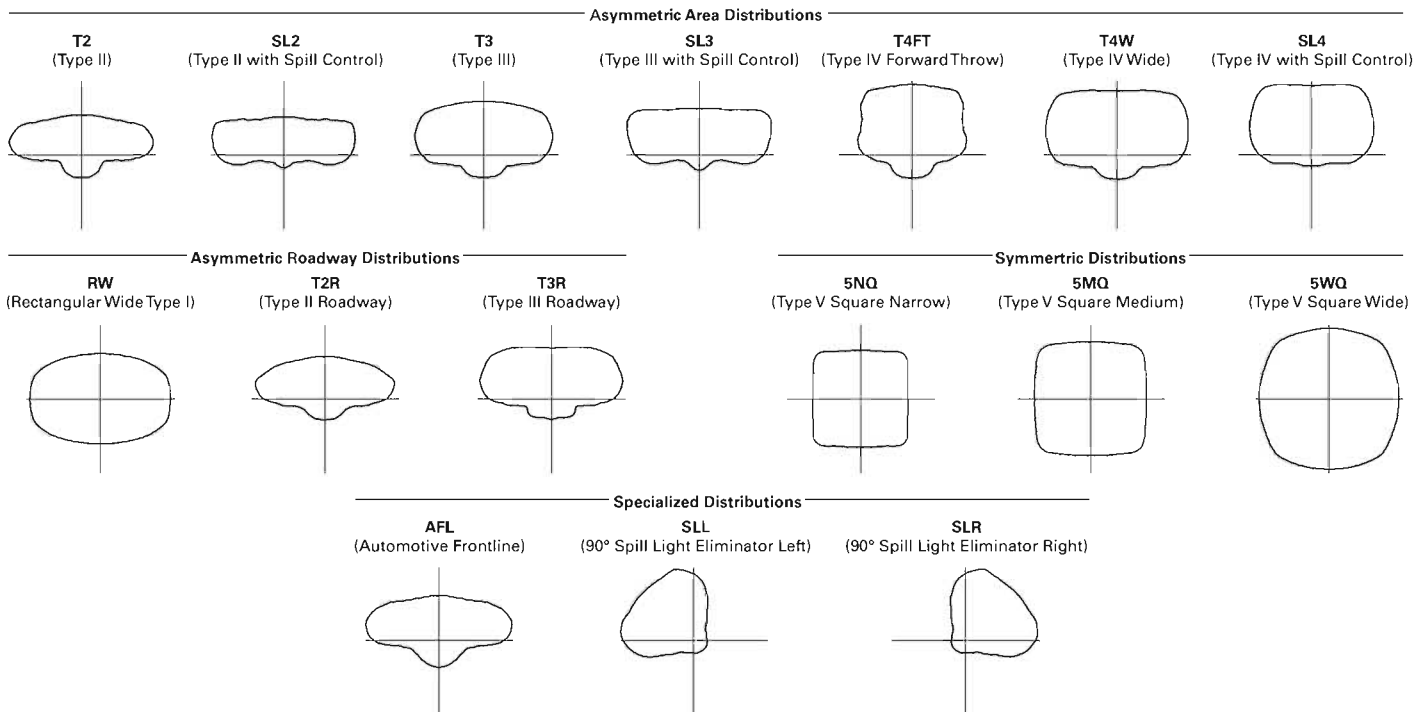 Asymmetric Area Distributions
T2 SL2 T3 SL3 T4FT T4W SL4
(Type II) (Type II with Spill Control) (Type III) (Type III with Spill Control) (Type IV Forward Throw) (Type IV Wide) (Type IV with Spill Control)
Asymmetric Roadway Distributions Symmertric Distributions
RW T2R T3R 5NQ 5MQ 5WQ
(Rectangular Wide Type I) (Type II Roadway) (Type III Roadway) (Type V Square Narrow) (Type V Square Medium) (Type V Square Wide)
Specialized Distributions
AFL SLL SLR
(Automotive Frontline) (90° Spill Light Eliminator Left) (90° Spill Light Eliminator Right)